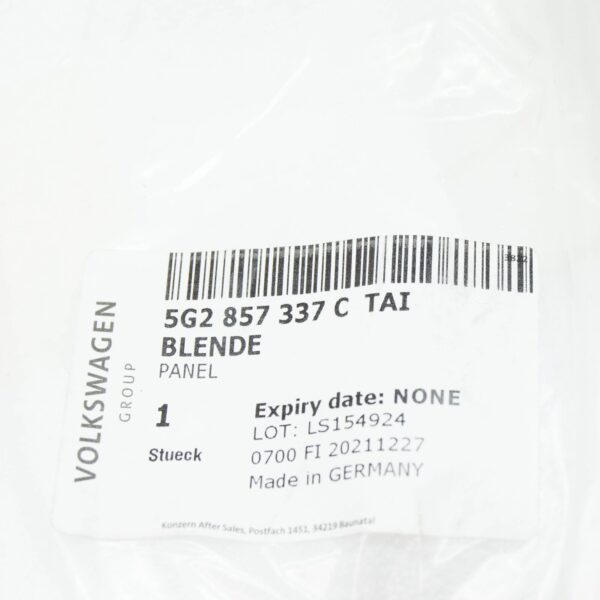 3822
5G2 857 337 C TAI
BLENDE
PANEL
1
Stueck
Expiry date: NONE
LOT: LS154924
0700 FI 20211227
Made in GERMANY
VOLKSWAGEN
GROUP
Konzern After Sales, Postfach 1451, 34219 Baunatal